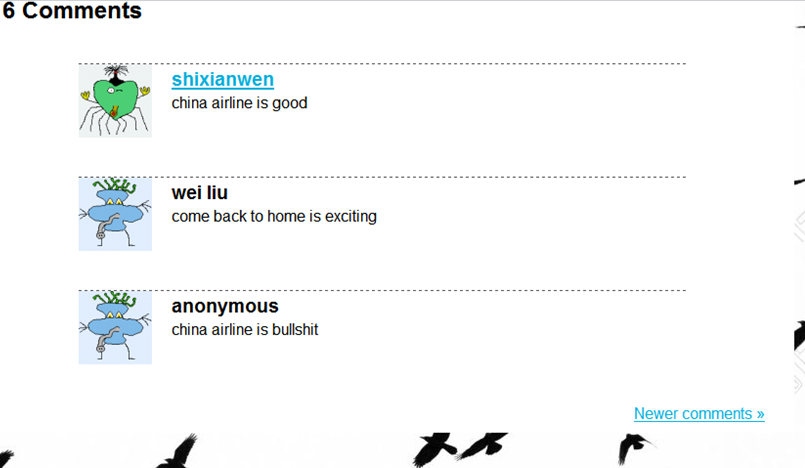 6 Comments
shixianwen
china airline is good
wei liu
come back to home is exciting
anonymous
china airline is bullshit
Newer comments »